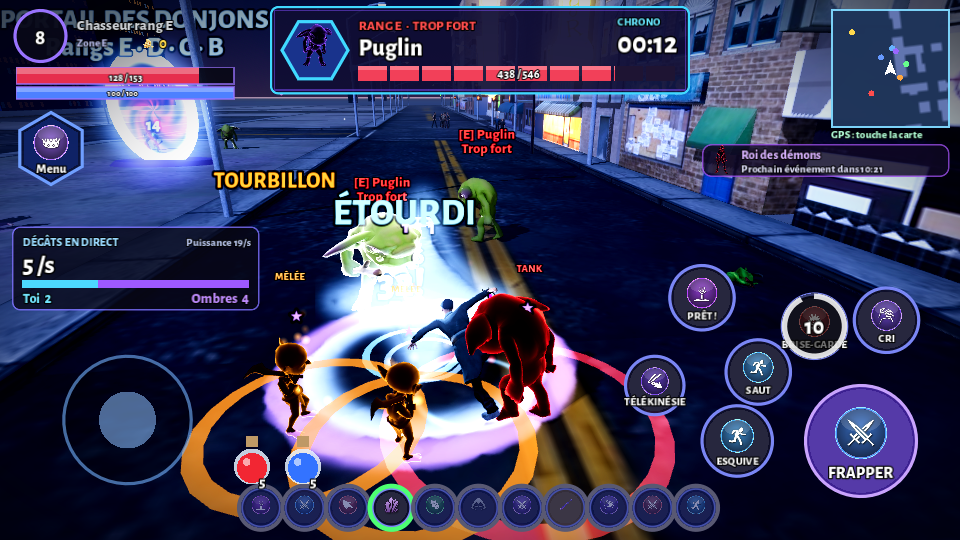 PORTAIL DES DONJONS
Rangs E · D · C · B
8
Chasseur rang E
Zone E
0
128/153
100/100
RANG E - TROP FORT
Puglin
438/546
CHRONO
00:12
GPS : touche la carte
Roi des démons
Prochain événement dans 10:21
Menu
14
[E] Puglin
Trop fort
TOURBILLON
[E] Puglin
Trop fort
ÉTOURDI
DÉGÂTS EN DIRECT
Puissance 19/s
5 /s
Toi 2
Ombres 4
MÊLÉE
TANK
PRÊT !
10
BRISE-GARDE
CRI
SAUT
TÉLÉKINÉSIE
ESQUIVE
FRAPPER
5
5